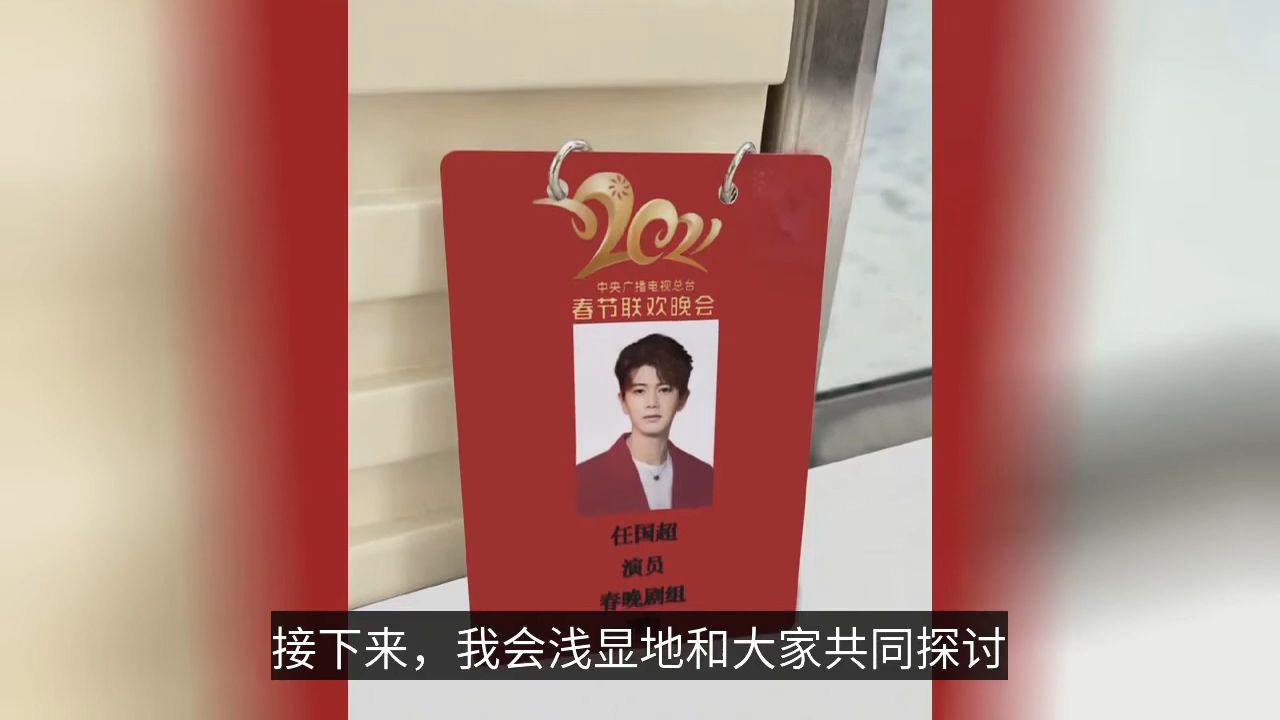 2021
中央广播电视总台
春节联欢晚会
任国超
演员
春晚剧组
接下来，我会浅显地和大家共同探讨